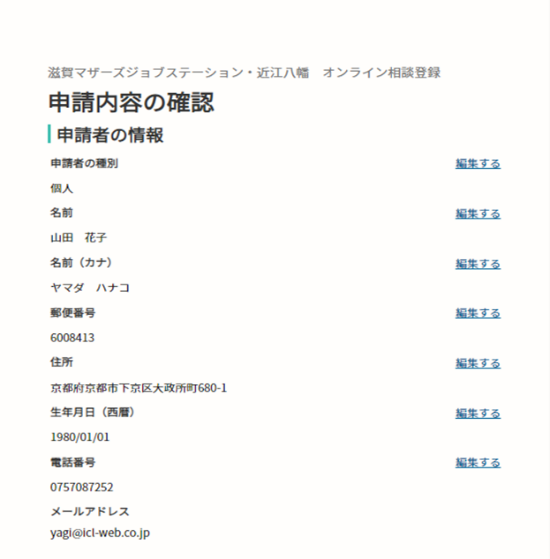 滋賀マザーズジョブステーション・近江八幡　オンライン相談登録
申請内容の確認
申請者の情報
申請者の種別
編集する
個人
名前
編集する
山田　花子
名前（カナ）
編集する
ヤマダ　ハナコ
郵便番号
編集する
6008413
住所
編集する
京都府京都市下京区大政所町680-1
生年月日（西暦）
編集する
1980/01/01
電話番号
編集する
0757087252
メールアドレス
yagi@icl-web.co.jp